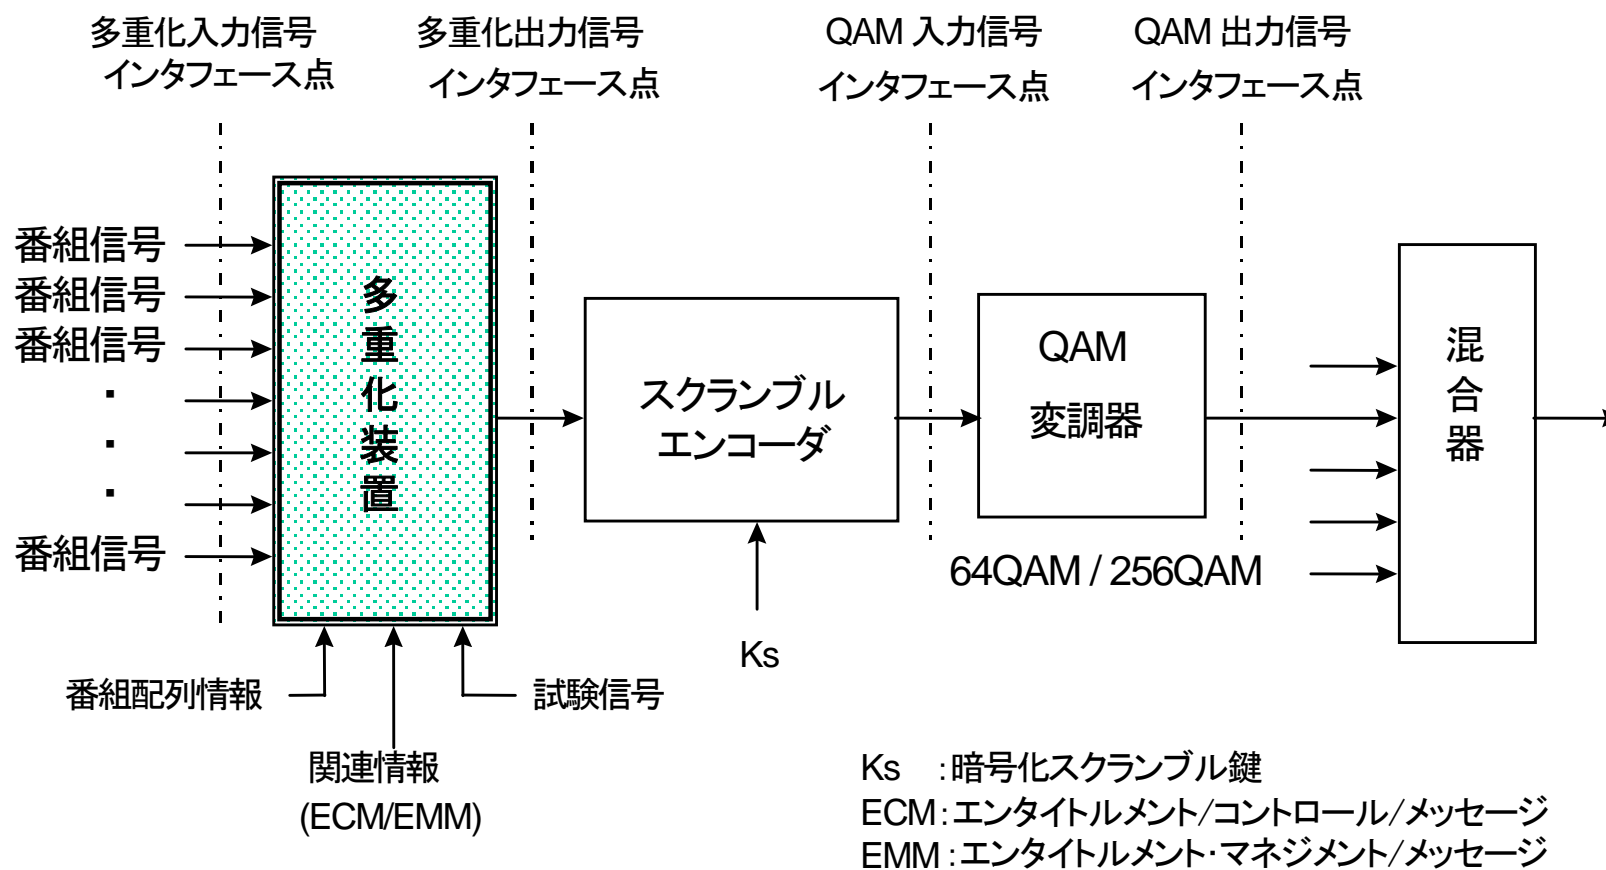 多重化入力信号
インタフェース点
多重化出力信号
インタフェース点
QAM 入力信号
インタフェース点
QAM 出力信号
インタフェース点
番組信号
番組信号
番組信号
・
・
・
番組信号
多
重
化
装
置
スクランブル
エンコーダ
QAM
変調器
64QAM / 256QAM
混
合
器
Ks
番組配列情報
試験信号
関連情報
(ECM/EMM)
Ks :暗号化スクランブル鍵
ECM:エンタイトルメント/コントロール/メッセージ
EMM:エンタイトルメント・マネジメント/メッセージ